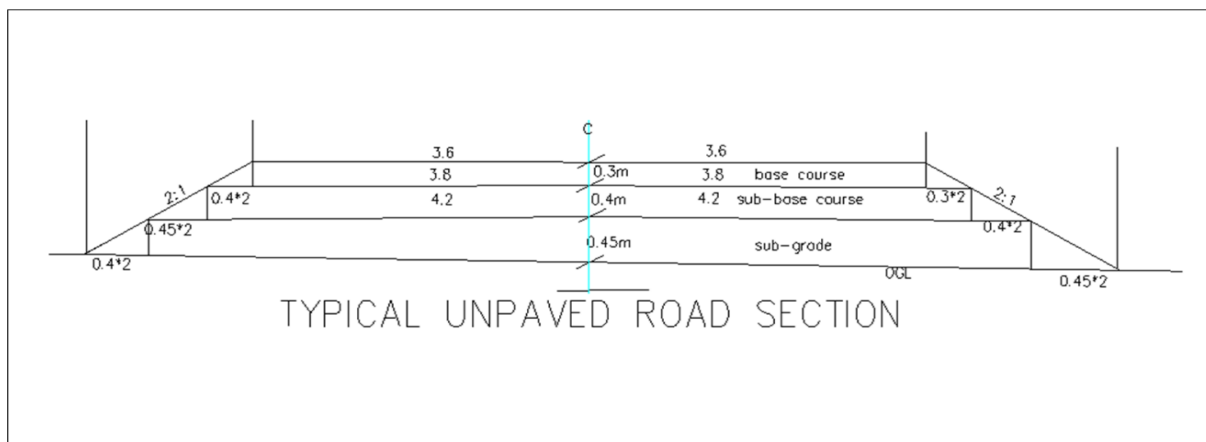 C
3.6 3.6
3.8 0.3m 3.8 base course
2:1 0.4*2 4.2 0.4m 4.2 sub-base course 0.3*2 2:1
0.45*2 0.4*2
0.45m sub-grade
0.4*2 OGL 0.45*2
TYPICAL UNPAVED ROAD SECTION